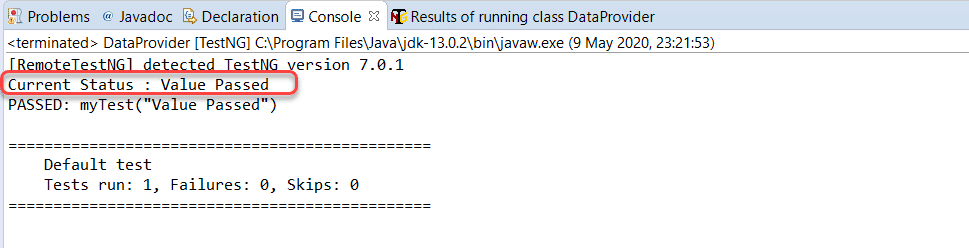 Problems @ Javadoc Declaration Console Results of running class DataProvider
<terminated> DataProvider [TestNG] C:\Program Files\Java\jdk-13.0.2\bin\javaw.exe (9 May 2020, 23:21:53)
[RemoteTestNG] detected TestNG version 7.0.1
Current Status : Value Passed
PASSED: myTest("Value Passed")
===============================================
    Default test
    Tests run: 1, Failures: 0, Skips: 0
===============================================